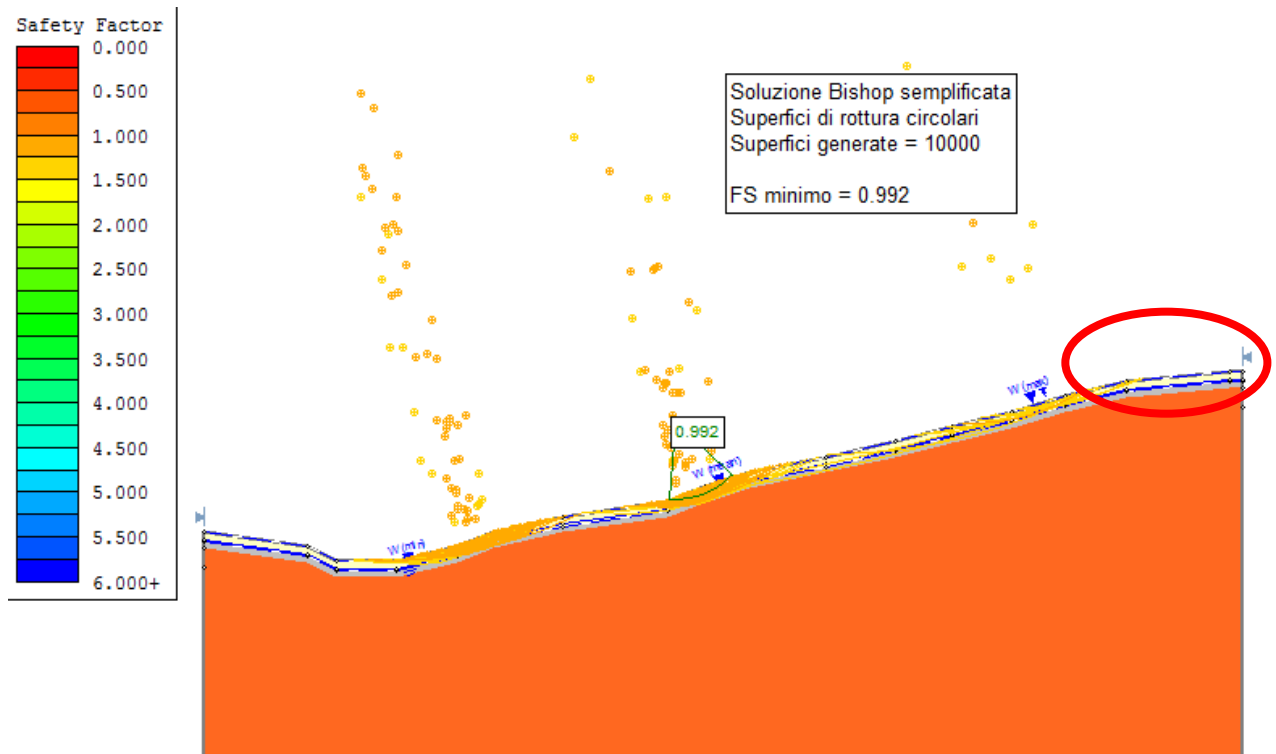 Safety Factor
0.000
0.500
1.000
1.500
2.000
2.500
3.000
3.500
4.000
4.500
5.000
5.500
6.000+
Soluzione Bishop semplificata
Superfici di rottura circolari
Superfici generate = 10000
FS minimo = 0.992
W (max)
0.992
W (min)